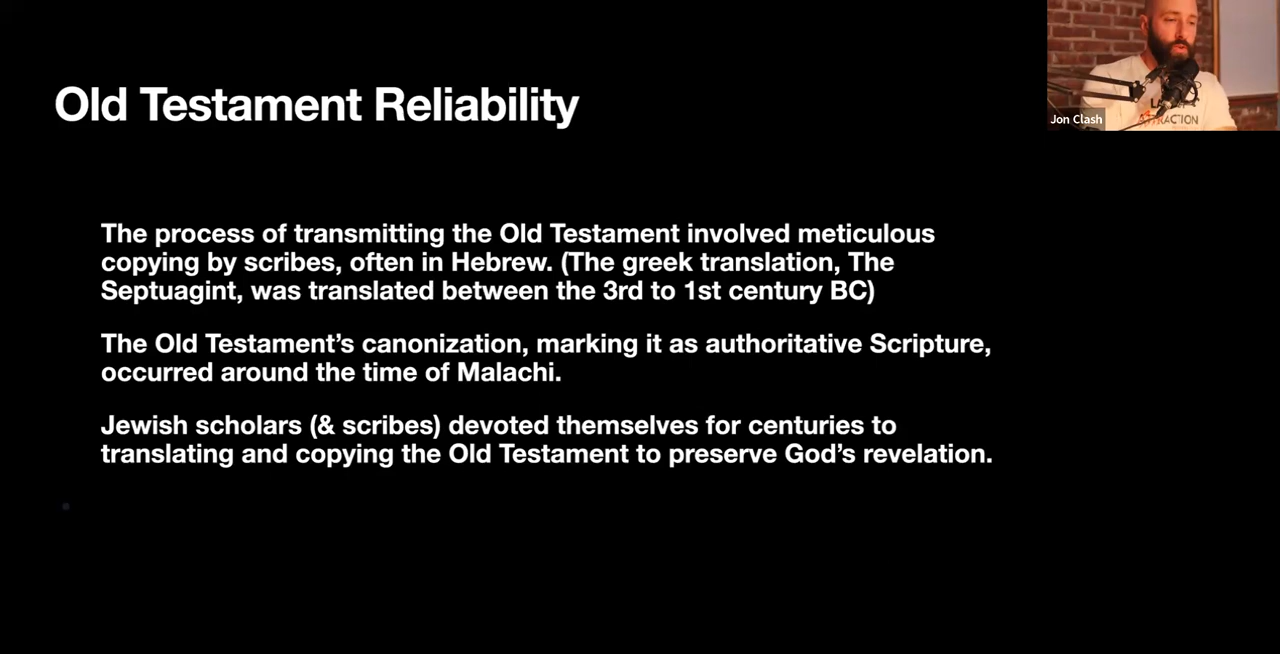 Old Testament Reliability
The process of transmitting the Old Testament involved meticulous
copying by scribes, often in Hebrew. (The greek translation, The
Septuagint, was translated between the 3rd to 1st century BC)
The Old Testament’s canonization, marking it as authoritative Scripture,
occurred around the time of Malachi.
Jewish scholars (& scribes) devoted themselves for centuries to
translating and copying the Old Testament to preserve God’s revelation.
Jon Clash
ATTRACTION